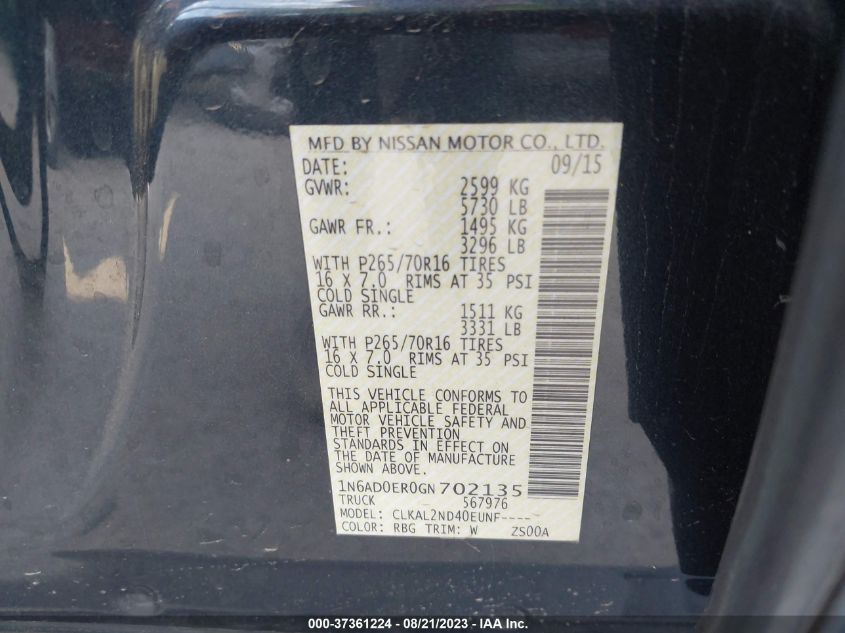 MFD BY NISSAN MOTOR CO., LTD.
DATE: 09/15
GVWR: 2599 KG
5730 LB
GAWR FR.: 1495 KG
3296 LB
WITH P265/70R16 TIRES
16 X 7.0 RIMS AT 35 PSI
COLD SINGLE
GAWR RR.: 1511 KG
3331 LB
WITH P265/70R16 TIRES
16 X 7.0 RIMS AT 35 PSI
COLD SINGLE
THIS VEHICLE CONFORMS TO
ALL APPLICABLE FEDERAL
MOTOR VEHICLE SAFETY AND
THEFT PREVENTION
STANDARDS IN EFFECT ON
THE DATE OF MANUFACTURE
SHOWN ABOVE.
1N6AD0ER0GN702135
TRUCK 567976
MODEL: CLKAL2ND40EUNF----
COLOR: RBG TRIM: W ZS00A
000-37361224 / 08/21/2023 / IAAI.COM